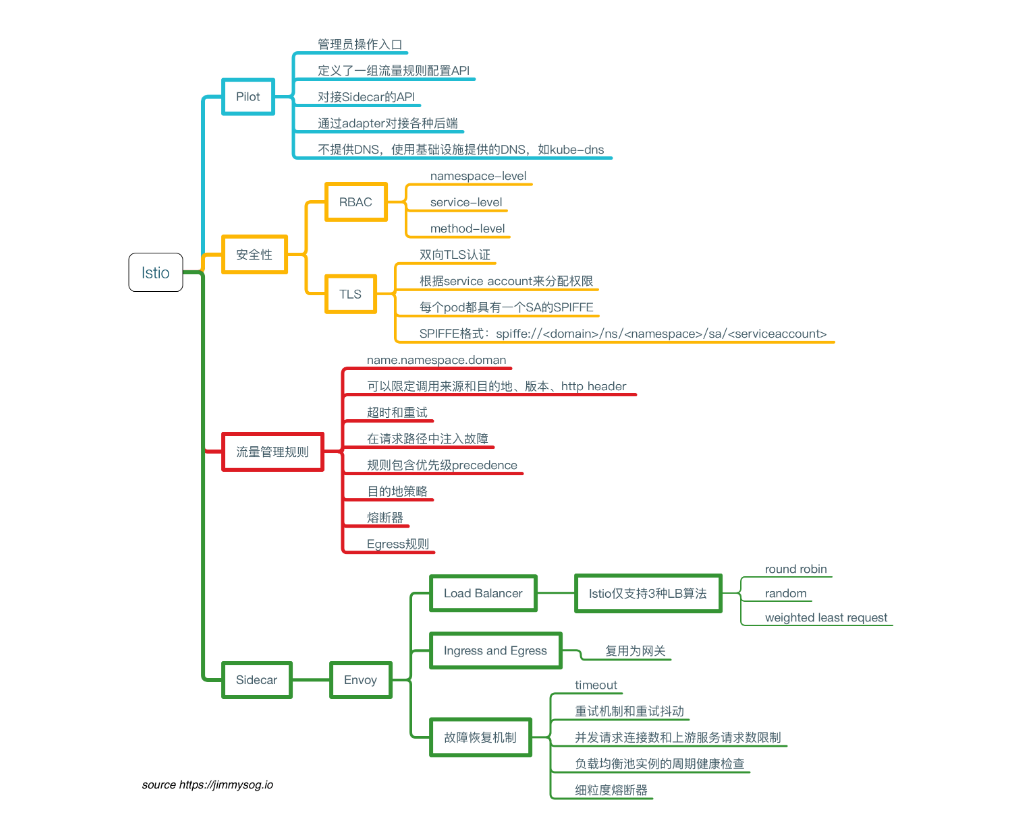 Istio
Pilot
管理员操作入口
定义了一组流量规则配置API
对接Sidecar的API
通过adapter对接各种后端
不提供DNS，使用基础设施提供的DNS，如kube-dns
安全性
RBAC
namespace-level
service-level
method-level
TLS
双向TLS认证
根据service account来分配权限
每个pod都具有一个SA的SPIFFE
SPIFFE格式：spiffe://<domain>/ns/<namespace>/sa/<serviceaccount>
流量管理规则
name.namespace.doman
可以限定调用来源和目的地、版本、http header
超时和重试
在请求路径中注入故障
规则包含优先级precedence
目的地策略
熔断器
Egress规则
Sidecar
Envoy
Load Balancer
Istio仅支持3种LB算法
round robin
random
weighted least request
Ingress and Egress
复用为网关
故障恢复机制
timeout
重试机制和重试抖动
并发请求连接数和上游服务请求数限制
负载均衡池实例的周期健康检查
细粒度熔断器
source https://jimmysog.io